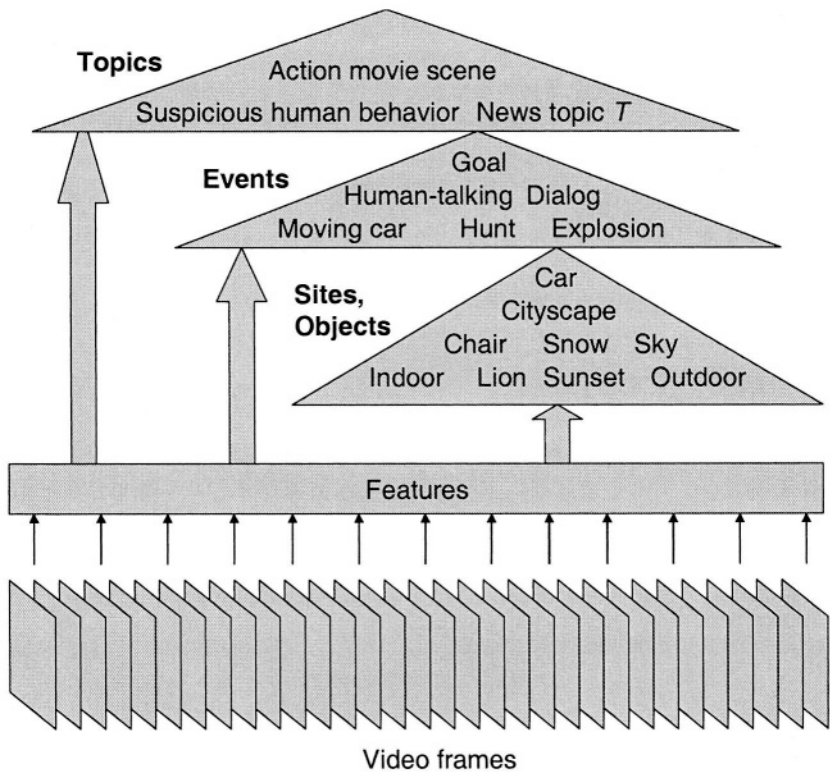 Topics
Action movie scene
Suspicious human behavior News topic T
Events
Goal
Human-talking Dialog
Moving car Hunt Explosion
Sites,
Objects
Car
Cityscape
Chair Snow Sky
Indoor Lion Sunset Outdoor
Features
Video frames